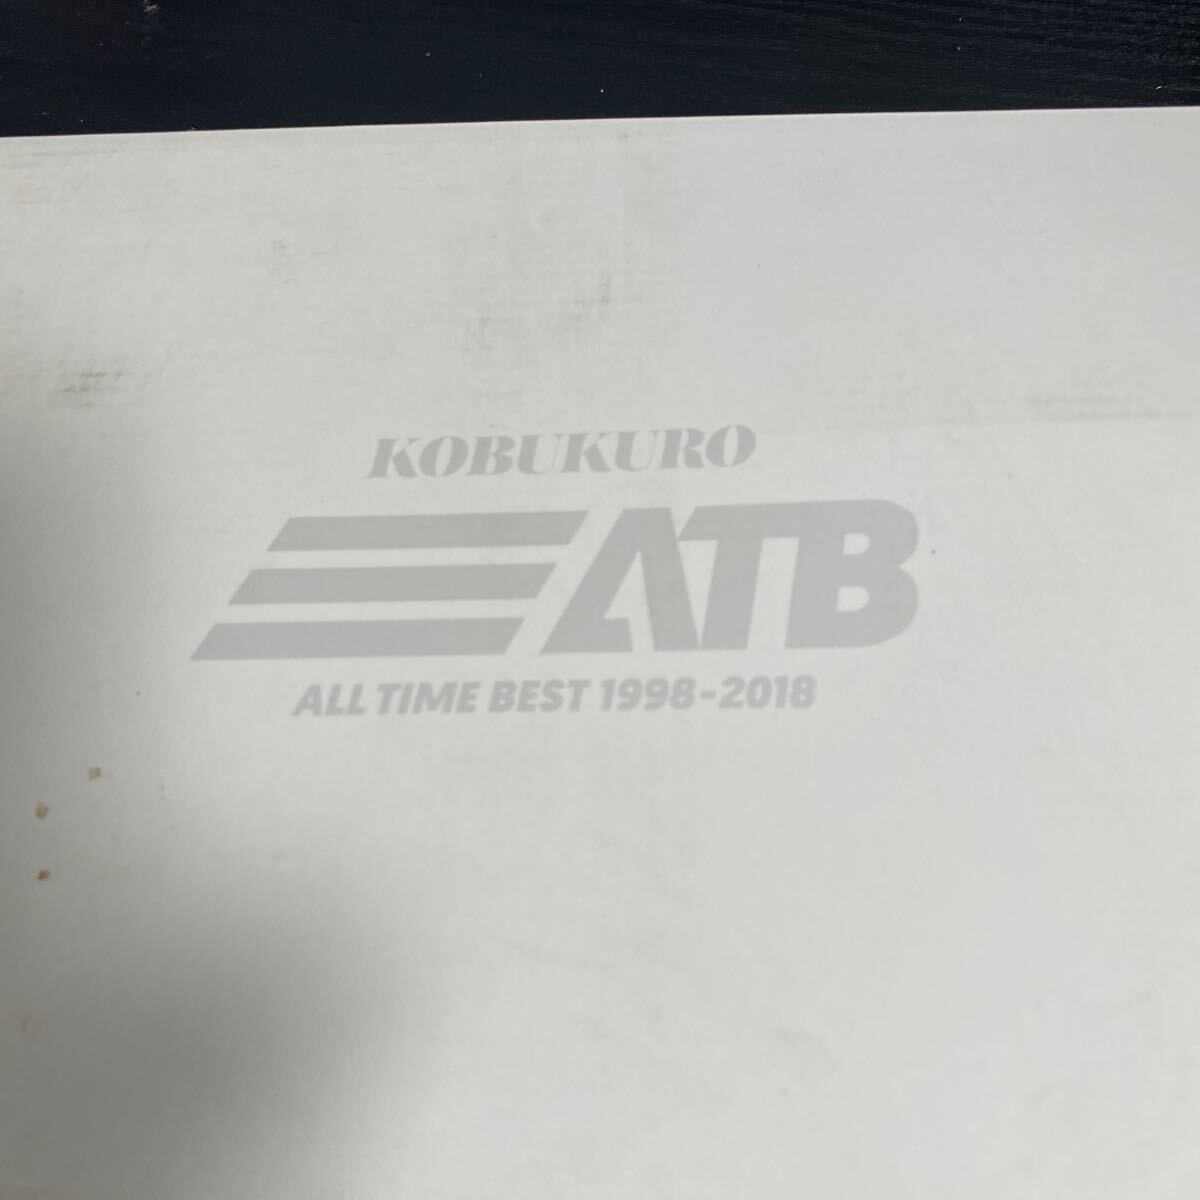 KOBUKURO
ATB
ALL TIME BEST 1998-2018